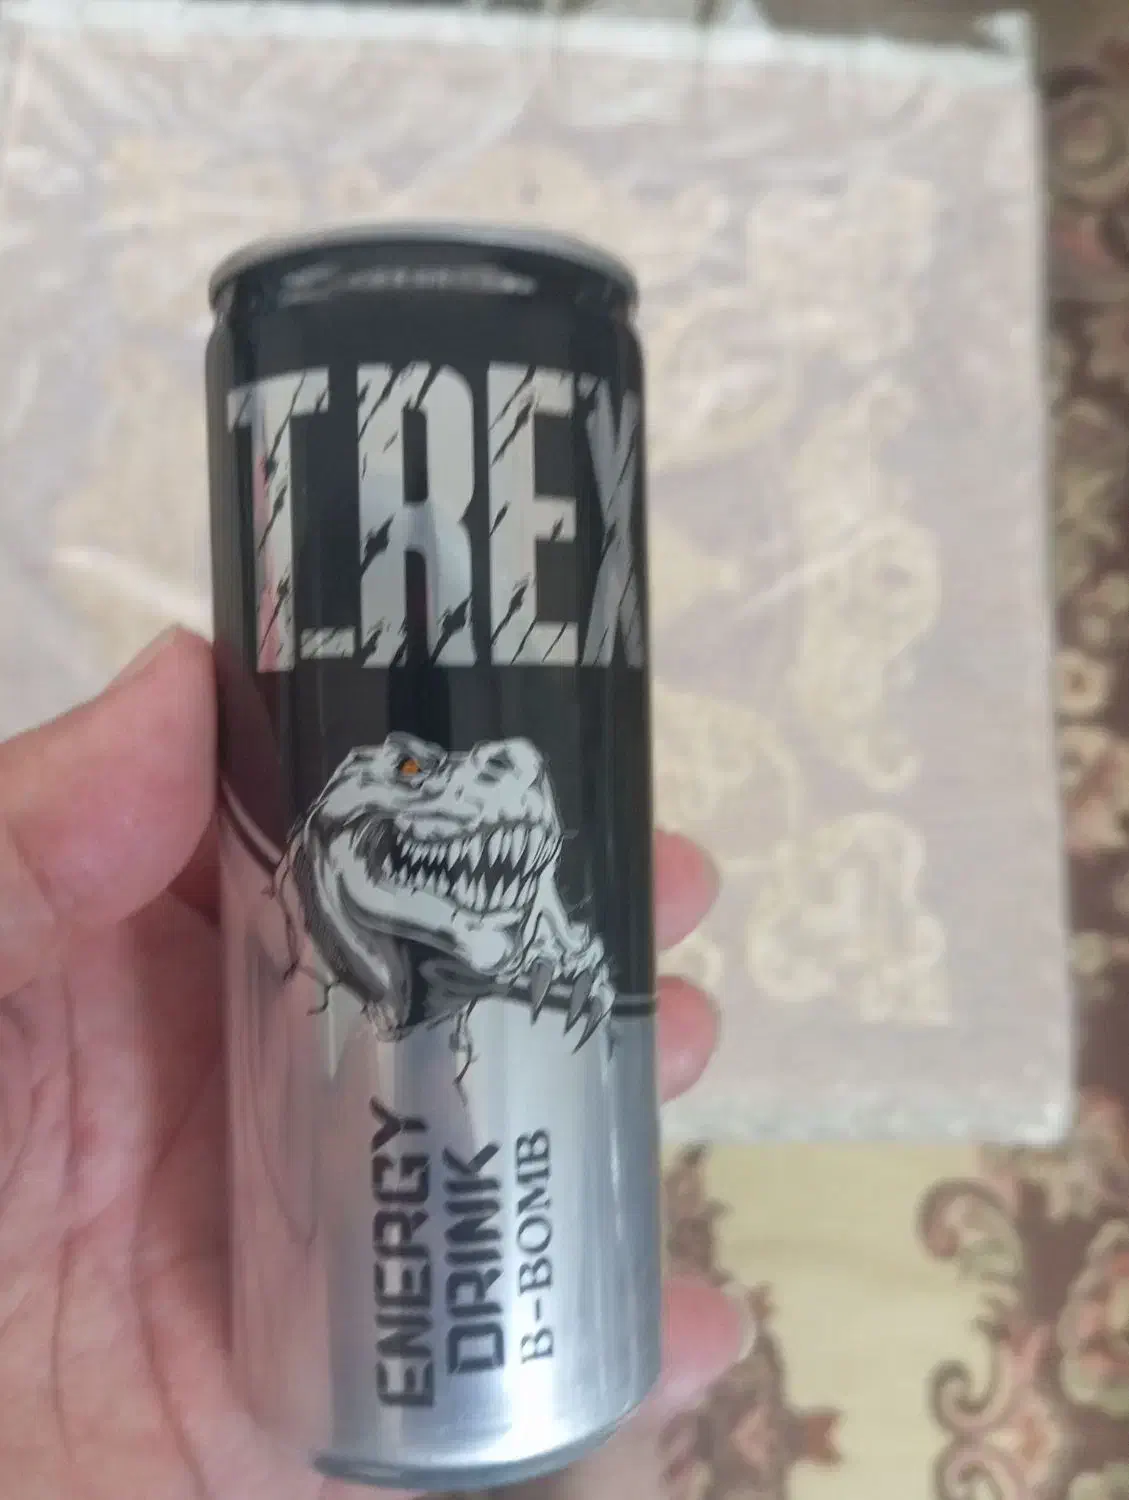 T-REX
ENERGY
DRINK
B-BOMB